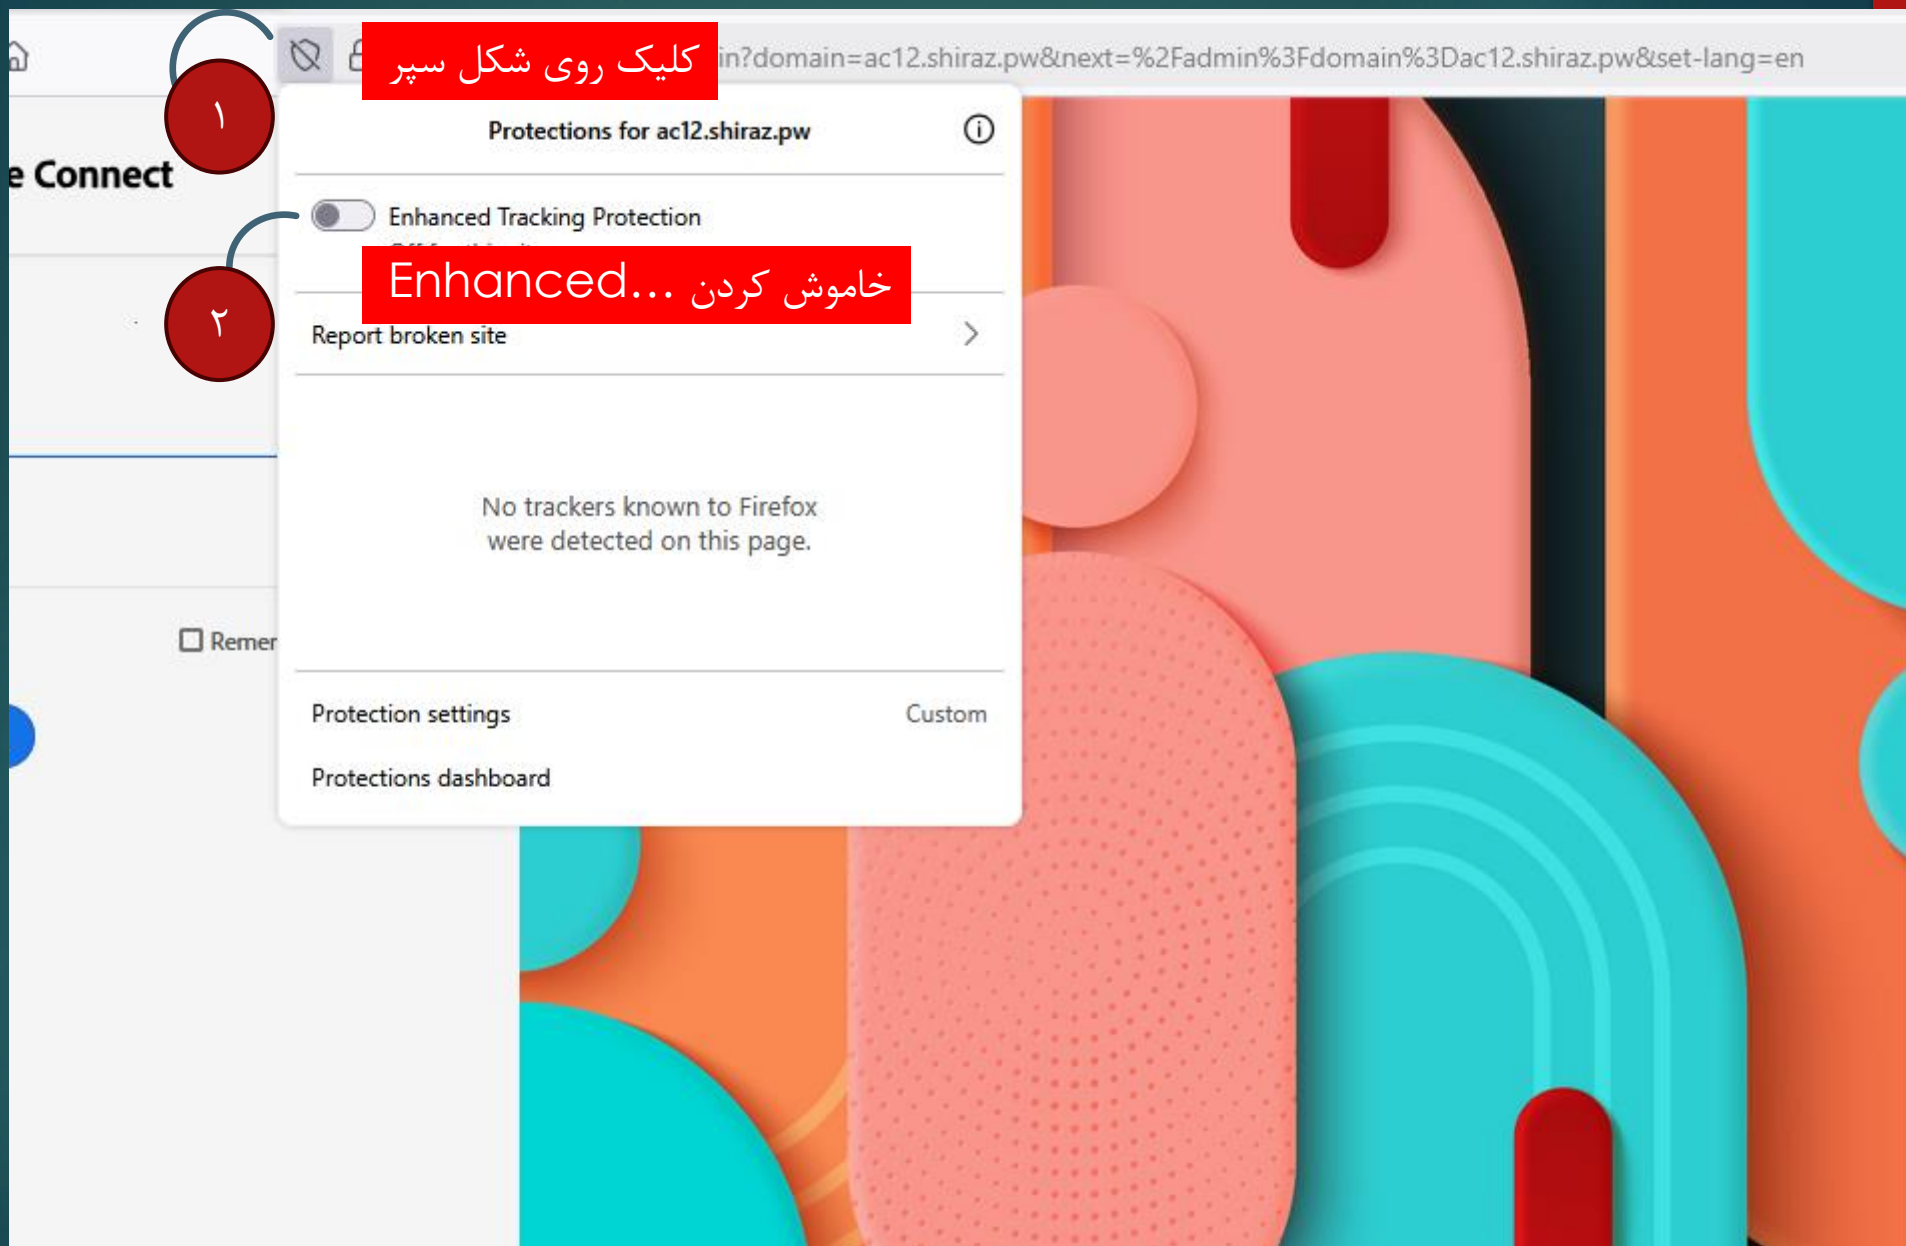 کلیک روی شکل سپر
in?domain=ac12.shiraz.pw&next=%2Fadmin%3Fdomain%3Dac12.shiraz.pw&set-lang=en
۱
Protections for ac12.shiraz.pw
e Connect
Enhanced Tracking Protection
خاموش کردن Enhanced...
۲
Report broken site
No trackers known to Firefox
were detected on this page.
Remer
Protection settings
Custom
Protections dashboard